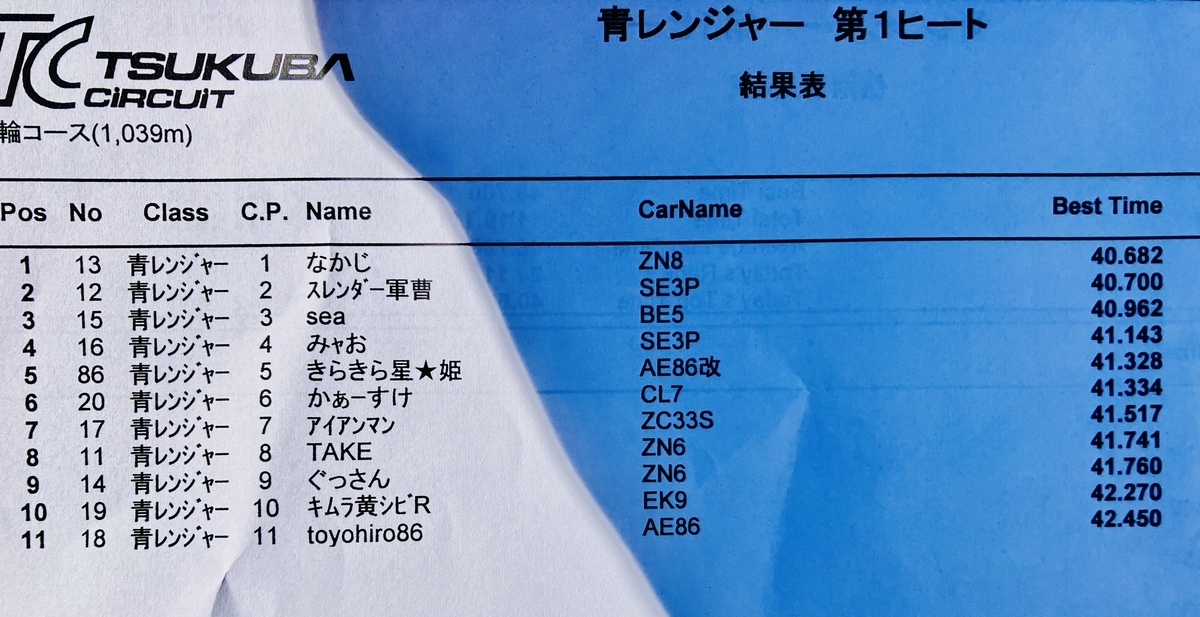 TC TSUKUBA
CiRCUiT
青レンジャー 第1ヒート
結果表
輪コース(1,039m)
Pos No Class C.P. Name CarName Best Time
1 13 青ﾚﾝｼﾞｬｰ 1 なかじ ZN8 40.682
2 12 青ﾚﾝｼﾞｬｰ 2 ｽﾚﾝﾀﾞｰ軍曹 SE3P 40.700
3 15 青ﾚﾝｼﾞｬｰ 3 sea BE5 40.962
4 16 青ﾚﾝｼﾞｬｰ 4 みｬお SE3P 41.143
5 86 青ﾚﾝｼﾞｬｰ 5 きらきら星★姫 AE86改 41.328
6 20 青ﾚﾝｼﾞｬｰ 6 かぁーすけ CL7 41.334
7 17 青ﾚﾝｼﾞｬｰ 7 ｱｲｱﾝﾏﾝ ZC33S 41.517
8 11 青ﾚﾝｼﾞｬｰ 8 TAKE ZN6 41.741
9 14 青ﾚﾝｼﾞｬｰ 9 ぐっさん ZN6 41.760
10 19 青ﾚﾝｼﾞｬｰ 10 ｷﾑﾗ黄ｼﾋﾞR EK9 42.270
11 18 青ﾚﾝｼﾞｬｰ 11 toyohiro86 AE86 42.450